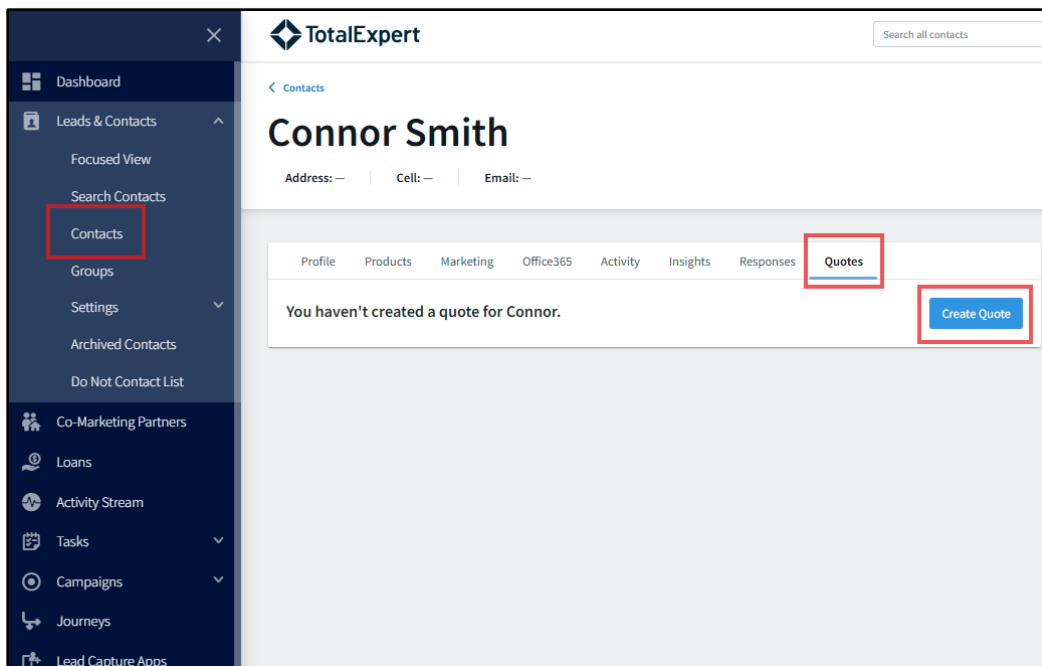 TotalExpert
Search all contacts
Dashboard
Leads & Contacts
Focused View
Search Contacts
Contacts
Groups
Settings
Archived Contacts
Do Not Contact List
Co-Marketing Partners
Loans
Activity Stream
Tasks
Campaigns
Journeys
Lead Capture Apps
Contacts
Connor Smith
Address: — Cell: — Email: —
Profile Products Marketing Office365 Activity Insights Responses Quotes
You haven't created a quote for Connor.
Create Quote